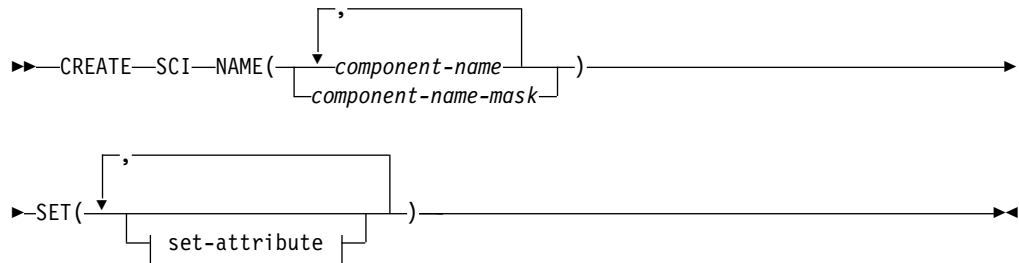 ,
CREATE SCI NAME( component-name )
component-name-mask
,
SET( )
set-attribute